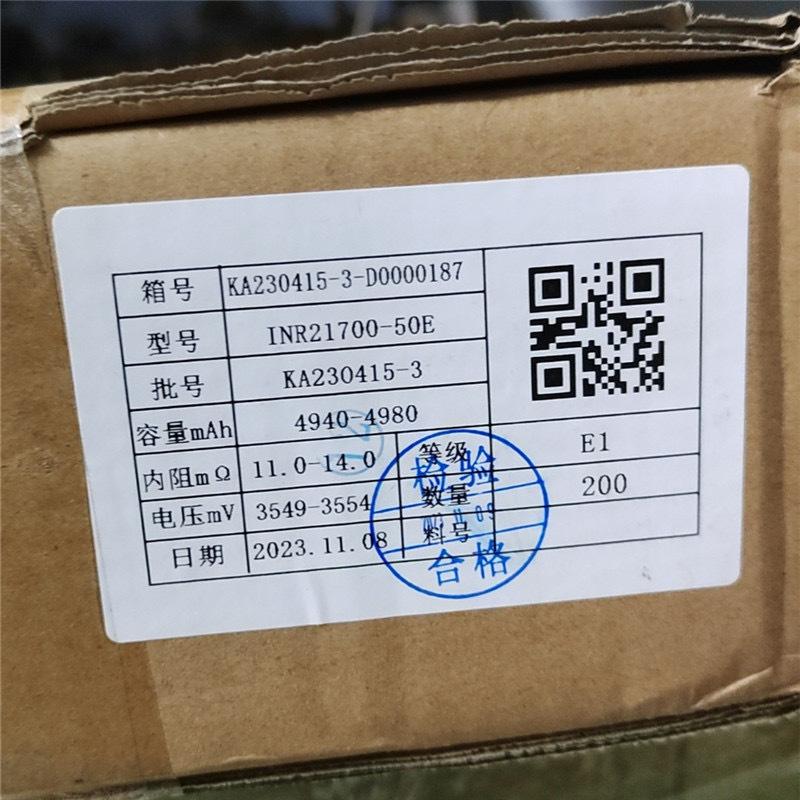 箱号 KA230415-3-D0000187
型号 INR21700-50E
批号 KA230415-3
容量mAh 4940-4980
内阻mΩ 11.0-14.0 等级 E1
电压mV 3549-3554 数量 200
日期 2023.11.08 料号
检验
合格